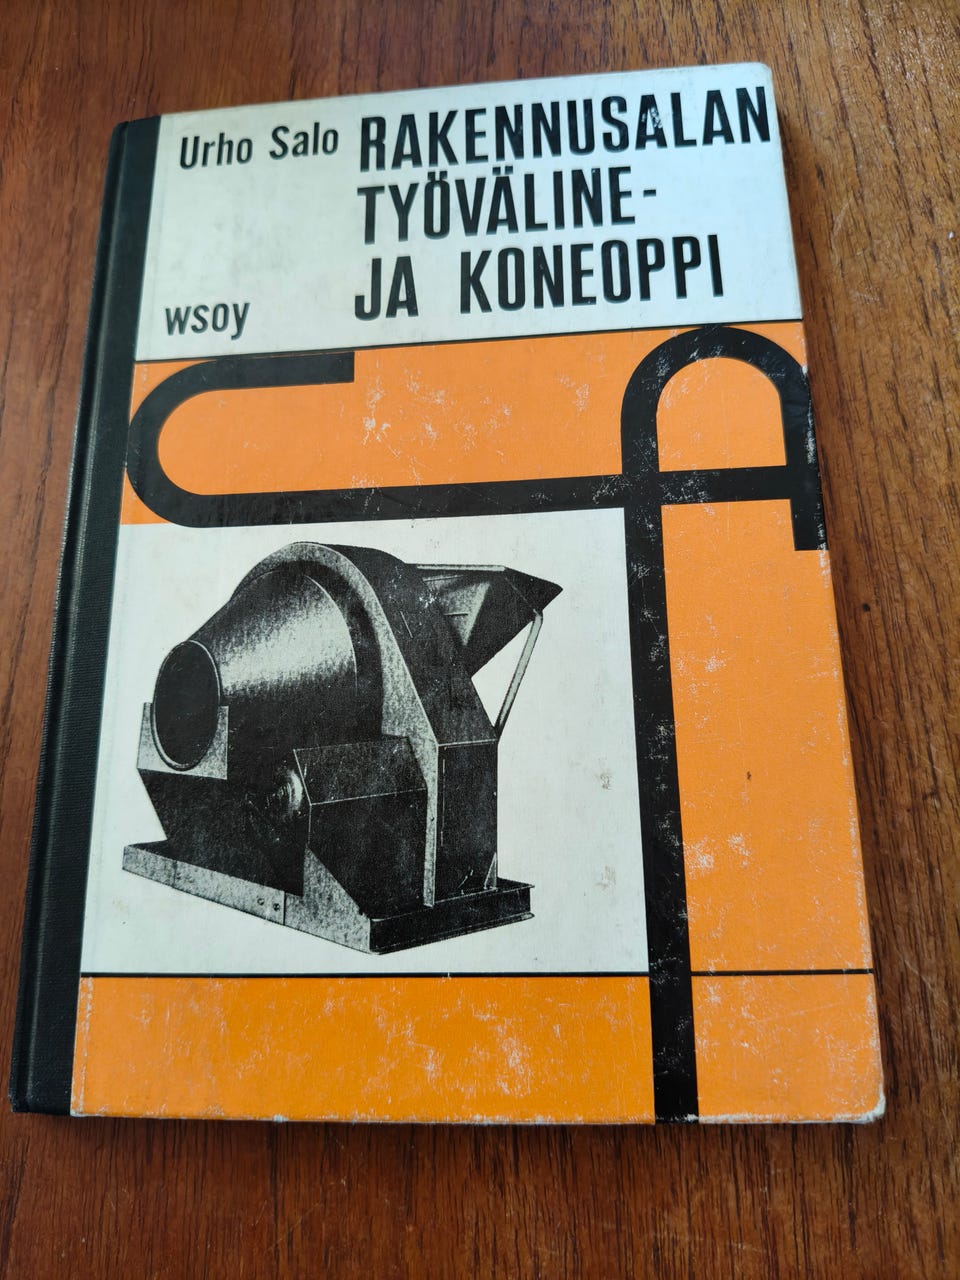 Urho Salo
RAKENNUSALAN
TYÖVÄLINE-
JA KONEOPPI
wsoy